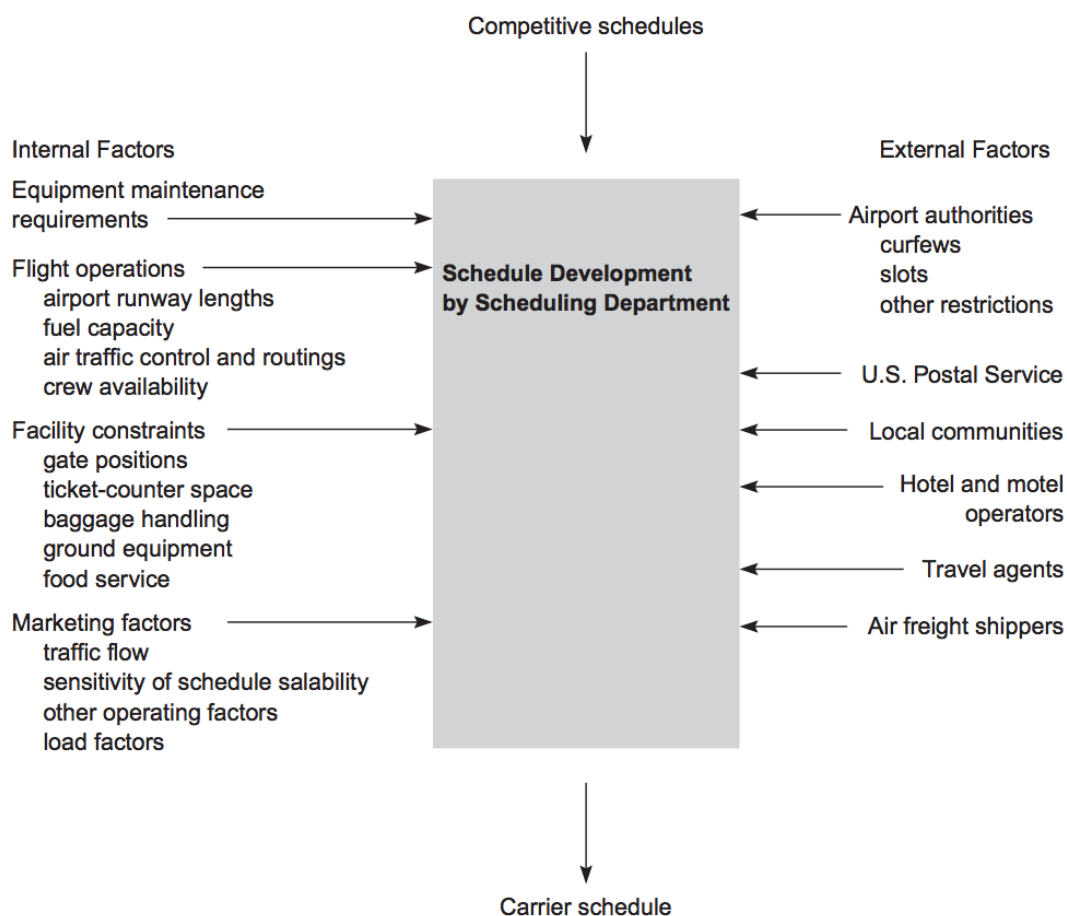 Competitive schedules
Internal Factors
Equipment maintenance
requirements
Flight operations
airport runway lengths
fuel capacity
air traffic control and routings
crew availability
Facility constraints
gate positions
ticket-counter space
baggage handling
ground equipment
food service
Marketing factors
traffic flow
sensitivity of schedule salability
other operating factors
load factors
Schedule Development
by Scheduling Department
External Factors
Airport authorities
curfews
slots
other restrictions
U.S. Postal Service
Local communities
Hotel and motel
operators
Travel agents
Air freight shippers
Carrier schedule